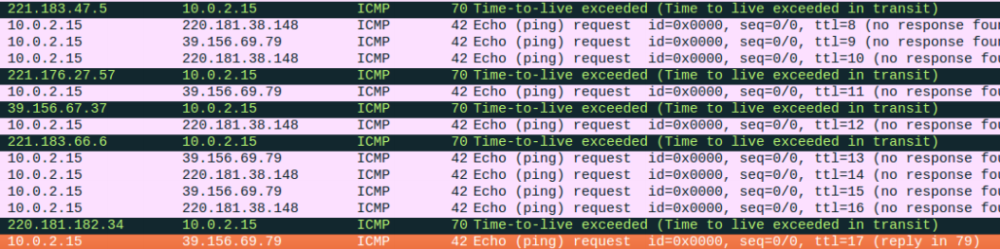 221.183.47.5 10.0.2.15 ICMP 70 Time-to-live exceeded (Time to live exceeded in transit)
10.0.2.15 220.181.38.148 ICMP 42 Echo (ping) request id=0x0000, seq=0/0, ttl=8 (no response fou
10.0.2.15 39.156.69.79 ICMP 42 Echo (ping) request id=0x0000, seq=0/0, ttl=9 (no response fou
10.0.2.15 220.181.38.148 ICMP 42 Echo (ping) request id=0x0000, seq=0/0, ttl=10 (no response fo
221.176.27.57 10.0.2.15 ICMP 70 Time-to-live exceeded (Time to live exceeded in transit)
10.0.2.15 39.156.69.79 ICMP 42 Echo (ping) request id=0x0000, seq=0/0, ttl=11 (no response fo
39.156.67.37 10.0.2.15 ICMP 70 Time-to-live exceeded (Time to live exceeded in transit)
10.0.2.15 220.181.38.148 ICMP 42 Echo (ping) request id=0x0000, seq=0/0, ttl=12 (no response fo
221.183.66.6 10.0.2.15 ICMP 70 Time-to-live exceeded (Time to live exceeded in transit)
10.0.2.15 39.156.69.79 ICMP 42 Echo (ping) request id=0x0000, seq=0/0, ttl=13 (no response fo
10.0.2.15 220.181.38.148 ICMP 42 Echo (ping) request id=0x0000, seq=0/0, ttl=14 (no response fo
10.0.2.15 39.156.69.79 ICMP 42 Echo (ping) request id=0x0000, seq=0/0, ttl=15 (no response fo
10.0.2.15 220.181.38.148 ICMP 42 Echo (ping) request id=0x0000, seq=0/0, ttl=16 (no response fo
220.181.182.34 10.0.2.15 ICMP 70 Time-to-live exceeded (Time to live exceeded in transit)
10.0.2.15 39.156.69.79 ICMP 42 Echo (ping) request id=0x0000, seq=0/0, ttl=17 (reply in 79)